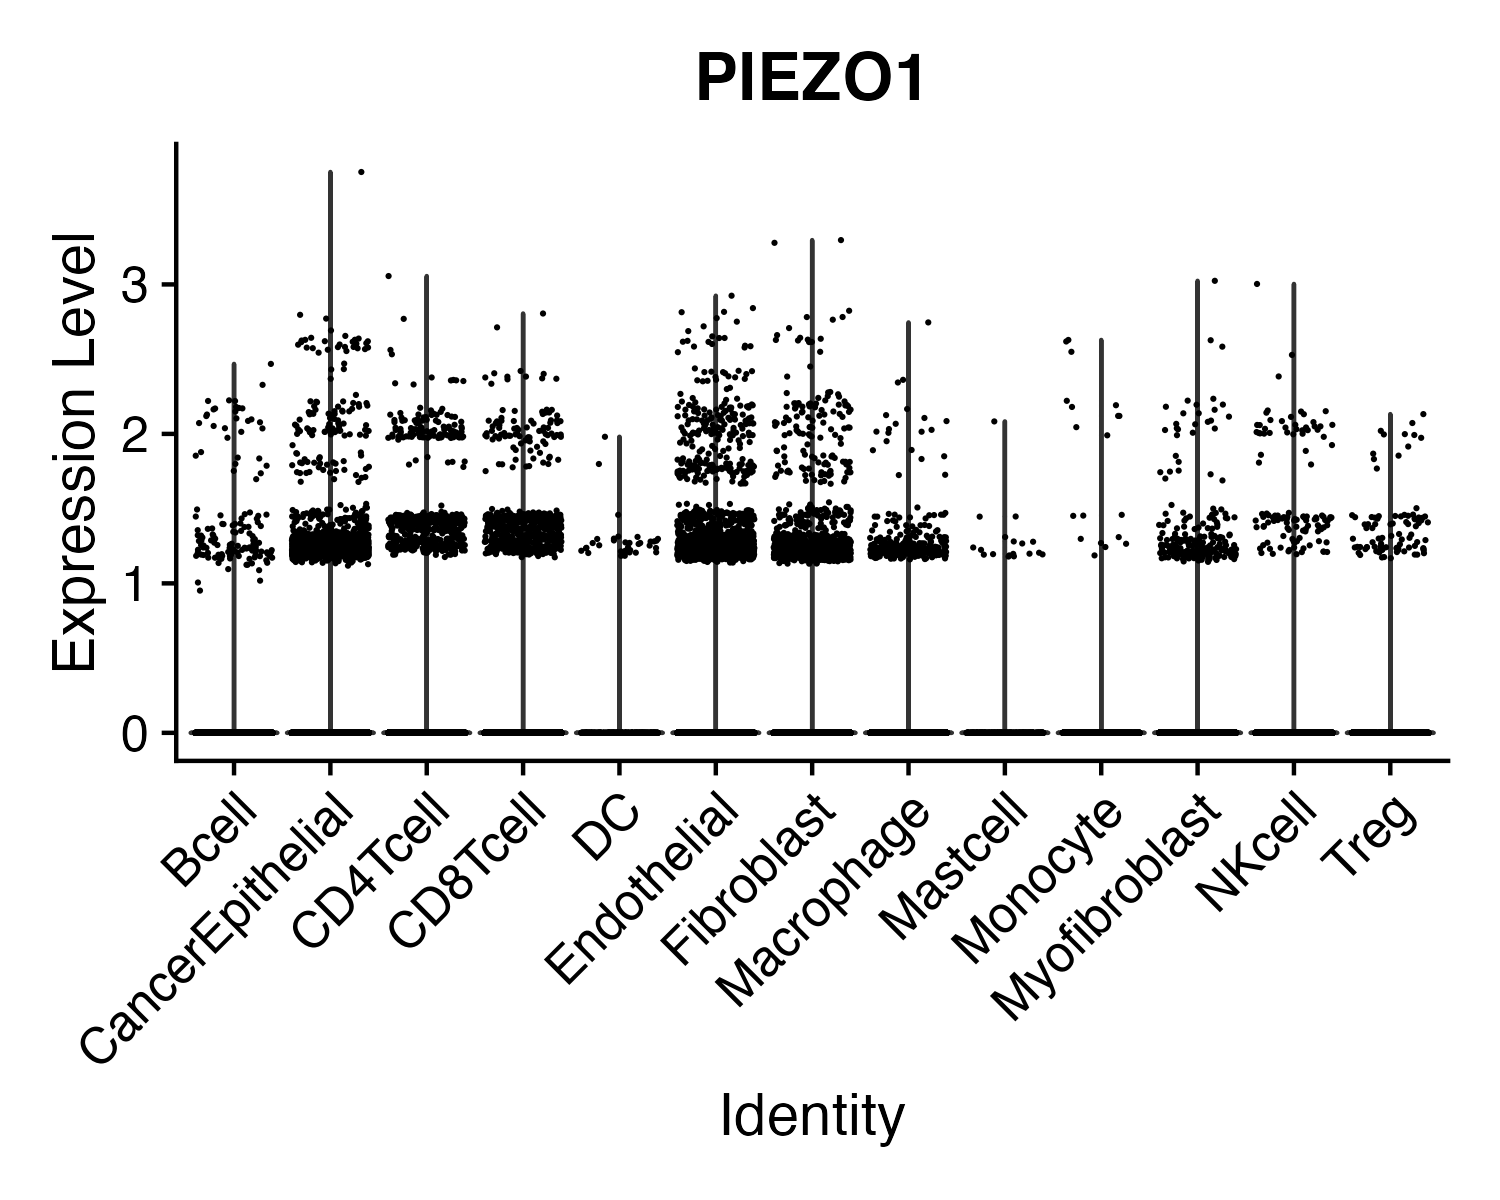 PIEZO1
Expression Level
3
2
1
0
Bcell
CancerEpithelial
CD4Tcell
CD8Tcell
DC
Endothelial
Fibroblast
Macrophage
Mastcell
Monocyte
Myofibroblast
NKcell
Treg
Identity